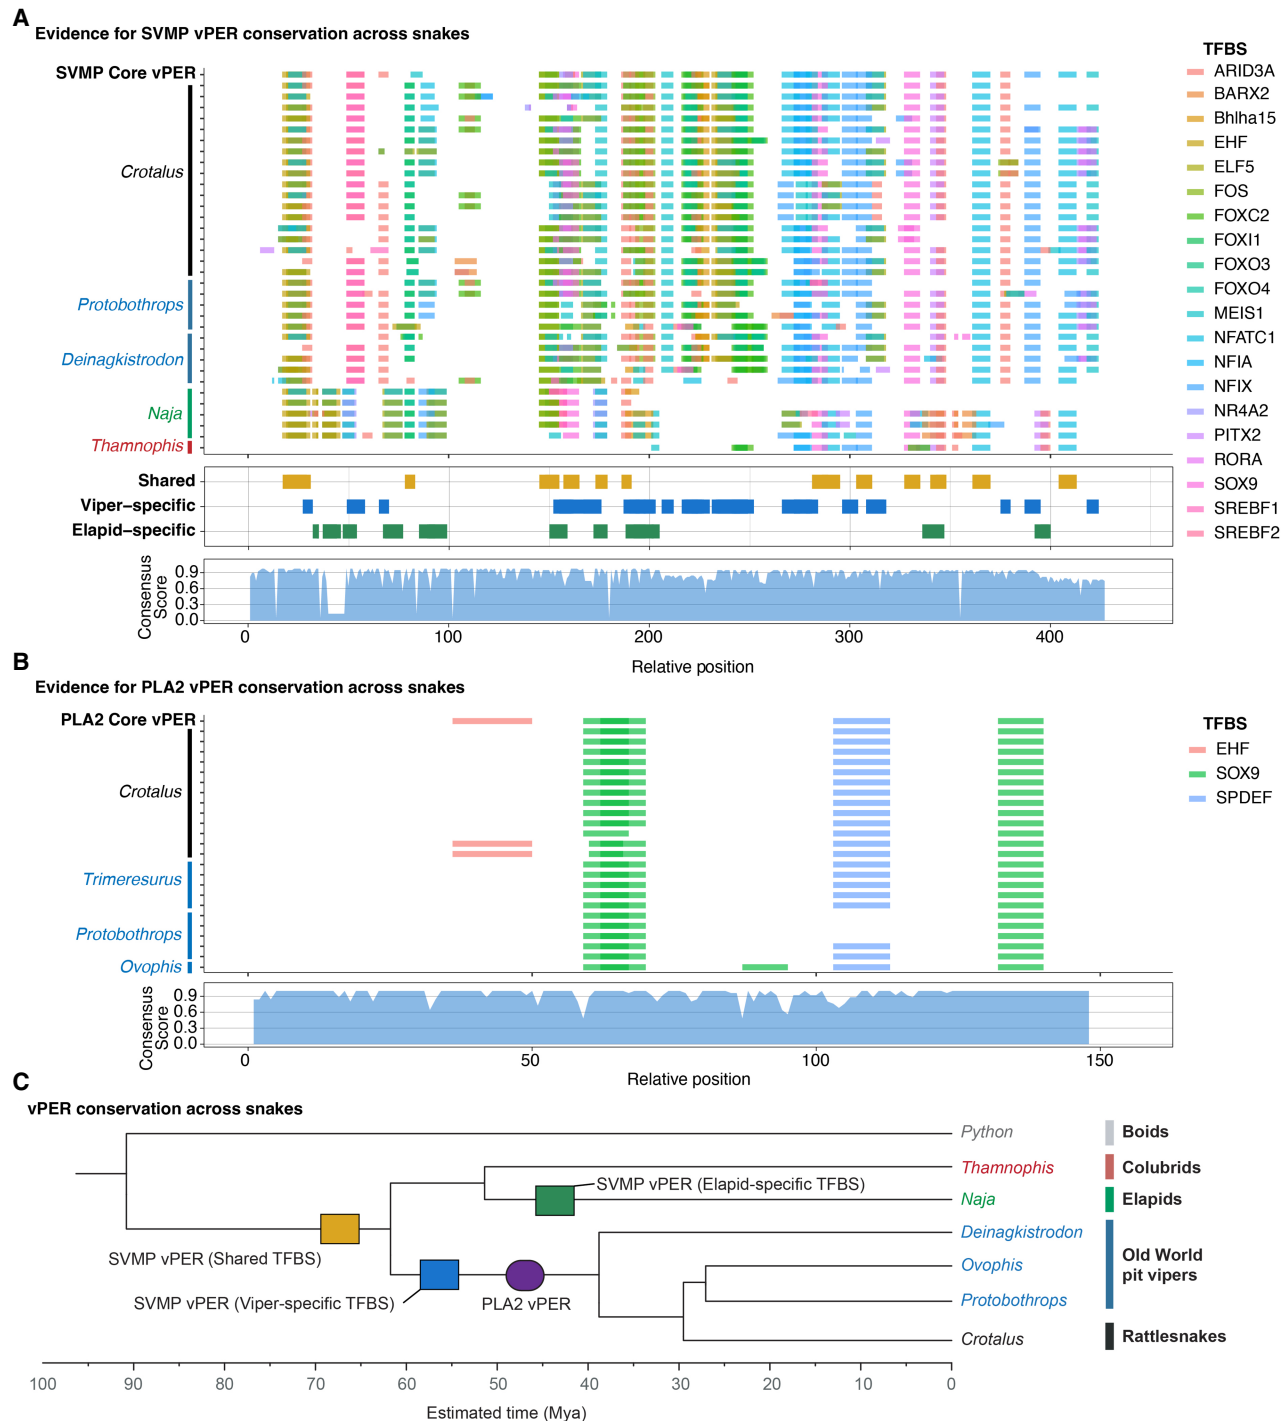 A
Evidence for SVMP vPER conservation across snakes
SVMP Core vPER
Crotalus
Protobothrops
Deinagkistrodon
Naja
Thamnophis
TFBS
ARID3A
BARX2
Bhlha15
EHF
ELF5
FOS
FOXC2
FOXI1
FOXO3
FOXO4
MEIS1
NFATC1
NFIA
NFIX
NR4A2
PITX2
RORA
SOX9
SREBF1
SREBF2
Shared
Viper–specific
Elapid–specific
Consensus
Score
0.9
0.6
0.3
0.0
0 100 200 300 400
Relative position
B
Evidence for PLA2 vPER conservation across snakes
PLA2 Core vPER
Crotalus
Trimeresurus
Protobothrops
Ovophis
TFBS
EHF
SOX9
SPDEF
Consensus
Score
0.9
0.6
0.3
0.0
0 50 100 150
Relative position
C
vPER conservation across snakes
Python
Thamnophis
Naja
Deinagkistrodon
Ovophis
Protobothrops
Crotalus
Boids
Colubrids
Elapids
Old World
pit vipers
Rattlesnakes
SVMP vPER (Elapid-specific TFBS)
SVMP vPER (Shared TFBS)
SVMP vPER (Viper-specific TFBS)
PLA2 vPER
100 90 80 70 60 50 40 30 20 10 0
Estimated time (Mya)